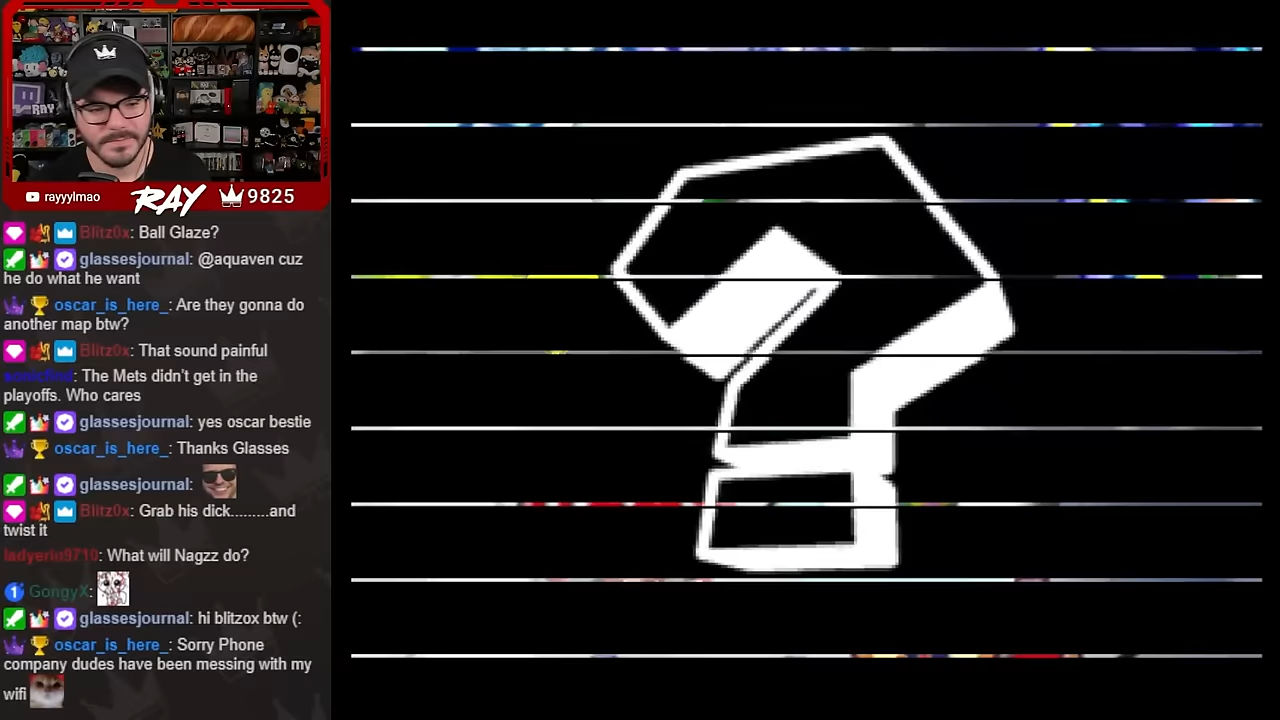 rayyylmao RAY 9825
Blitz0x: Ball Glaze?
glassesjournal: @aquaven cuz
he do what he want
oscar_is_here_: Are they gonna do
another map btw?
Blitz0x: That sound painful
: The Mets didn't get in the
playoffs. Who cares
glassesjournal: yes oscar bestie
oscar_is_here_: Thanks Glasses
glassesjournal:
Blitz0x: Grab his dick.........and
twist it
ladyerin9710: What will Nagzz do?
1 GongyX:
glassesjournal: hi blitzox btw (:
oscar_is_here_: Sorry Phone
company dudes have been messing with my
wifi
?